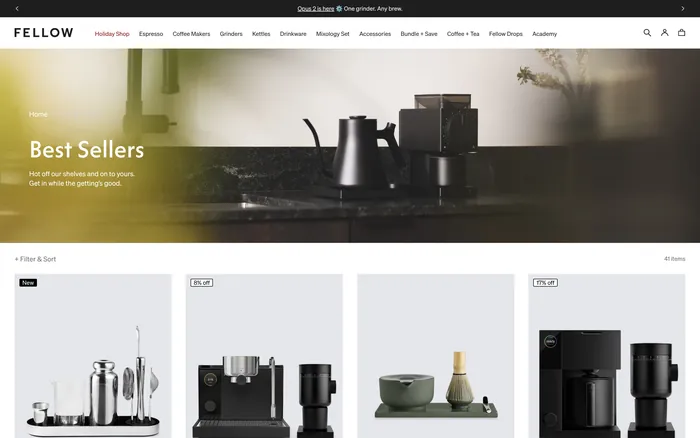 Opus 2 is here ⚙️ One grinder. Any brew.
FELLOW
Holiday Shop Espresso Coffee Makers Grinders Kettles Drinkware Mixology Set Accessories Bundle + Save Coffee + Tea Fellow Drops Academy
Home
Best Sellers
Hot off our shelves and on to yours.
Get in while the getting's good.
+ Filter & Sort
41 items
New
8% off
17% off